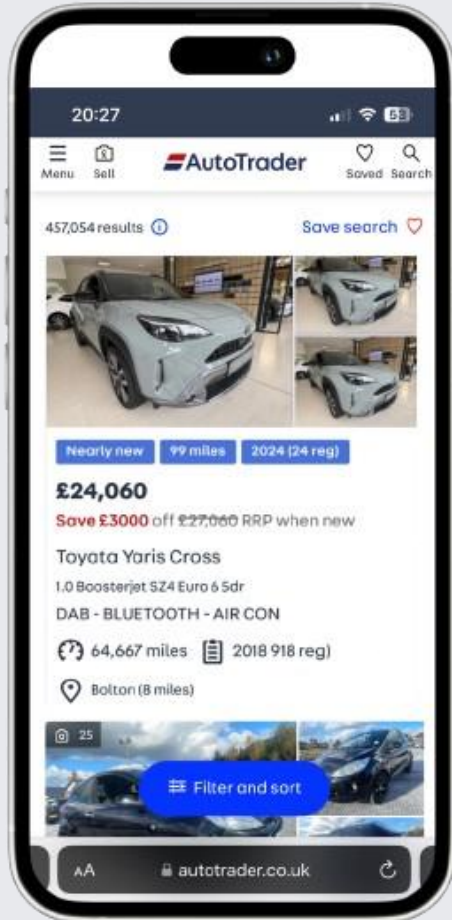 20:27
53
Menu Sell AutoTrader Saved Search
457,054 results Save search
Nearly new 99 miles 2024 (24 reg)
£24,060
Save £3000 off £27,060 RRP when new
Toyata Yaris Cross
1.0 Boosterjet SZ4 Euro 6 5dr
DAB - BLUETOOTH - AIR CON
64,667 miles 2018 918 reg)
Bolton (8 miles)
25
Filter and sort
AA autotrader.co.uk